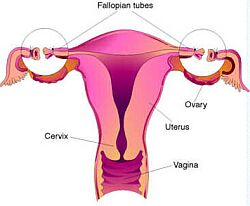 Fallopian tubes
Ovary
Uterus
Cervix
Vagina